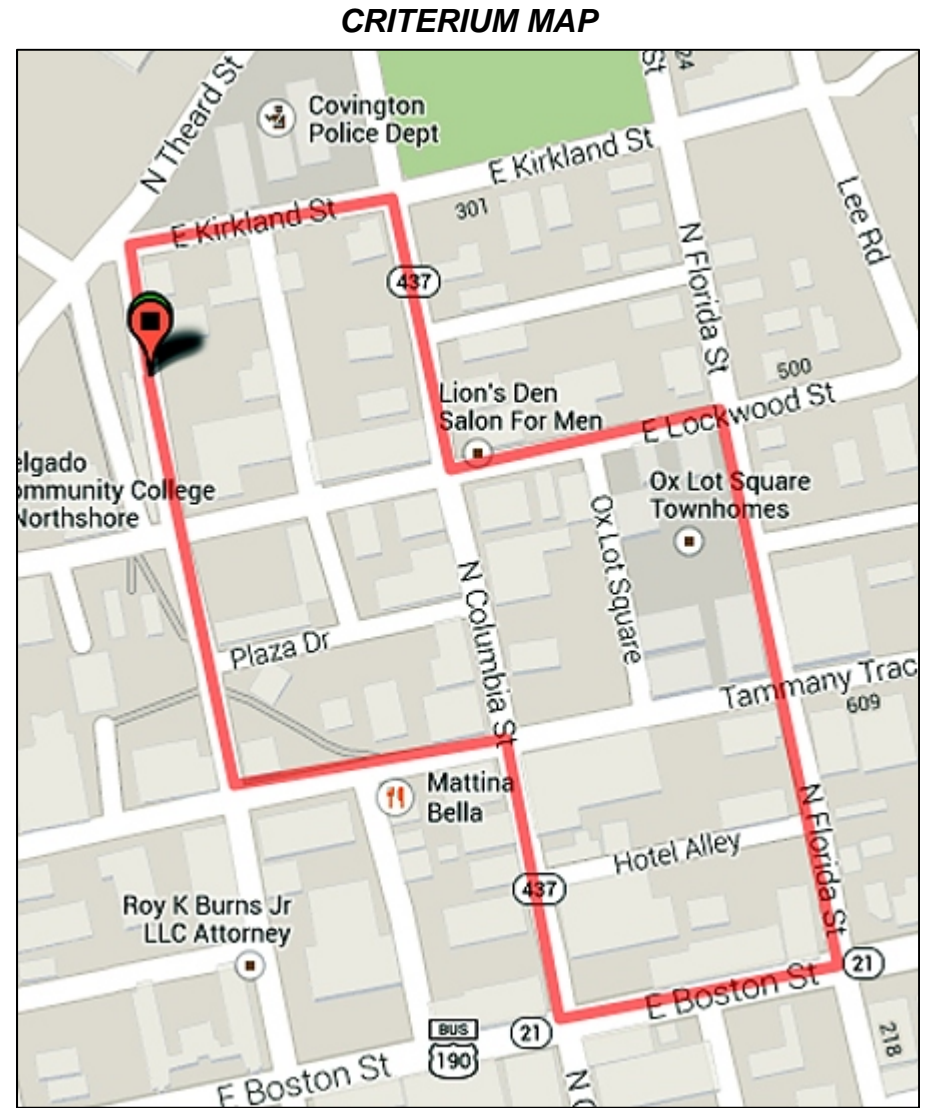 CRITERIUM MAP
N Theard St
Covington
Police Dept
St
24
E Kirkland St
E Kirkland St
301
Lee Rd
N Florida St
437
500
Lion's Den
Salon For Men
E Lockwood St
elgado
ommunity College
Northshore
Ox Lot Square
Townhomes
Ox Lot Square
N Columbia St
Plaza Dr
Tammany Trac
609
Mattina
Bella
N Florida St
Hotel Alley
437
Roy K Burns Jr
LLC Attorney
21
E Boston St
BUS
190
21
218
E Boston St
N C